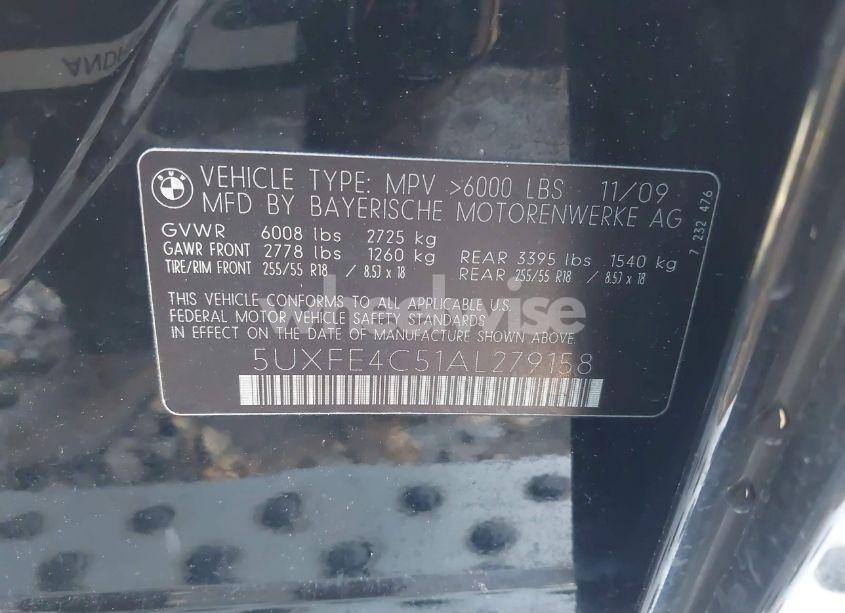 VEHICLE TYPE: MPV >6000 LBS 11/09
MFD BY BAYERISCHE MOTORENWERKE AG
GVWR 6008 lbs 2725 kg
GAWR FRONT 2778 lbs 1260 kg REAR 3395 lbs 1540 kg
TIRE/RIM FRONT 255/55 R18 / 8.5J x 18 REAR 255/55 R18 / 8.5J x 18
THIS VEHICLE CONFORMS TO ALL APPLICABLE U.S.
FEDERAL MOTOR VEHICLE SAFETY STANDARDS
IN EFFECT ON THE DATE OF MANUFACTURE SHOWN ABOVE.
5UXFE4C51AL279158
7 232 476
BMW
wheelwise